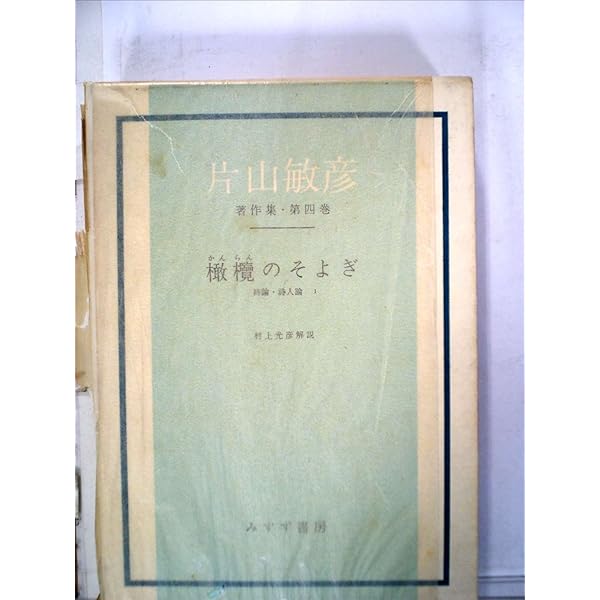 片山敏彦
著作集・第四巻
かんらん
橄欖のそよぎ
詩論・詩人論 1
村上光彦解説
みすず書房